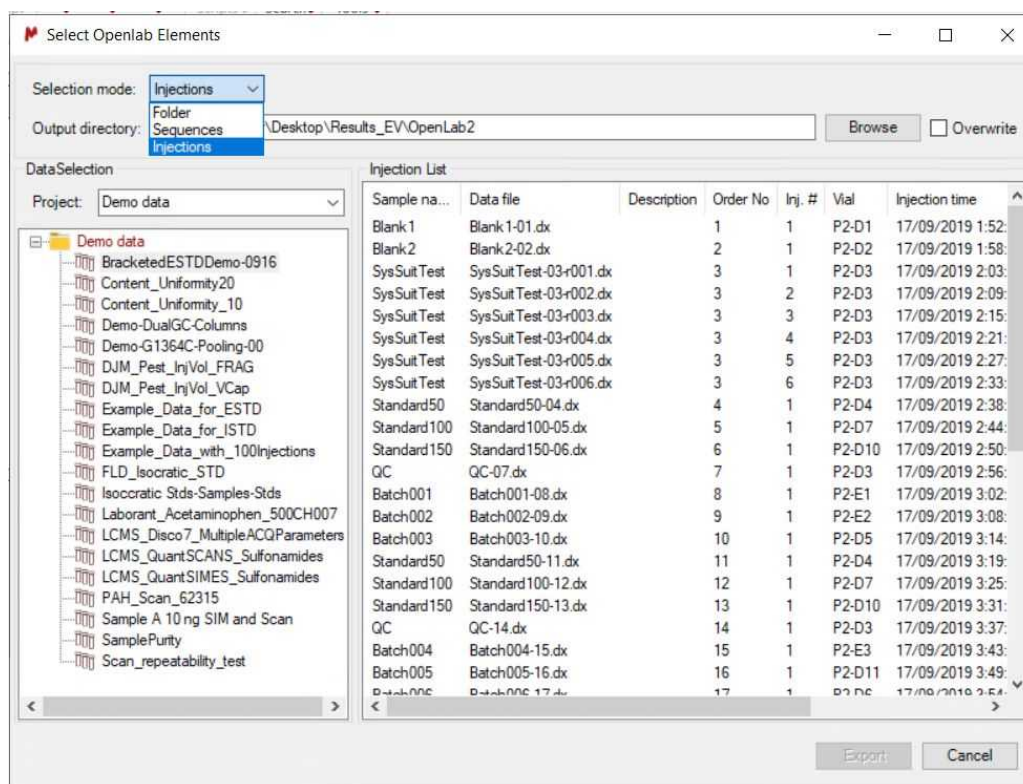 Select Openlab Elements
Selection mode: Injections
Folder
Sequences
Injections
Output directory: \Desktop\Results_EV\OpenLab2 Browse Overwrite
DataSelection
Project: Demo data
Demo data
BracketedESTDDemo-0916
Content_Uniformity20
Content_Uniformity_10
Demo-DualGC-Columns
Demo-G1364C-Pooling-00
DJM_Pest_InjVol_FRAG
DJM_Pest_InjVol_VCap
Example_Data_for_ESTD
Example_Data_for_ISTD
Example_Data_with_100Injections
FLD_Isocratic_STD
Isoccratic Stds-Samples-Stds
Laborant_Acetaminophen_500CH007
LCMS_Disco7_MultipleACQParameters
LCMS_QuantSCANS_Sulfonamides
LCMS_QuantSIMES_Sulfonamides
PAH_Scan_62315
Sample A 10 ng SIM and Scan
SamplePurity
Scan_repeatability_test
Injection List
Sample na... Data file Description Order No Inj. # Vial Injection time
Blank1 Blank1-01.dx 1 1 P2-D1 17/09/2019 1:52:
Blank2 Blank2-02.dx 2 1 P2-D2 17/09/2019 1:58:
SysSuitTest SysSuitTest-03-r001.dx 3 1 P2-D3 17/09/2019 2:03:
SysSuitTest SysSuitTest-03-r002.dx 3 2 P2-D3 17/09/2019 2:09:
SysSuitTest SysSuitTest-03-r003.dx 3 3 P2-D3 17/09/2019 2:15:
SysSuitTest SysSuitTest-03-r004.dx 3 4 P2-D3 17/09/2019 2:21:
SysSuitTest SysSuitTest-03-r005.dx 3 5 P2-D3 17/09/2019 2:27:
SysSuitTest SysSuitTest-03-r006.dx 3 6 P2-D3 17/09/2019 2:33:
Standard50 Standard50-04.dx 4 1 P2-D4 17/09/2019 2:38:
Standard100 Standard100-05.dx 5 1 P2-D7 17/09/2019 2:44:
Standard150 Standard150-06.dx 6 1 P2-D10 17/09/2019 2:50:
QC QC-07.dx 7 1 P2-D3 17/09/2019 2:56:
Batch001 Batch001-08.dx 8 1 P2-E1 17/09/2019 3:02:
Batch002 Batch002-09.dx 9 1 P2-E2 17/09/2019 3:08:
Batch003 Batch003-10.dx 10 1 P2-D5 17/09/2019 3:14:
Standard50 Standard50-11.dx 11 1 P2-D4 17/09/2019 3:19:
Standard100 Standard100-12.dx 12 1 P2-D7 17/09/2019 3:25:
Standard150 Standard150-13.dx 13 1 P2-D10 17/09/2019 3:31:
QC QC-14.dx 14 1 P2-D3 17/09/2019 3:37:
Batch004 Batch004-15.dx 15 1 P2-E3 17/09/2019 3:43:
Batch005 Batch005-16.dx 16 1 P2-D11 17/09/2019 3:49:
Batch006 Batch006-17.dx 17 1 P2-D6 17/09/2019 3:54:
Export Cancel